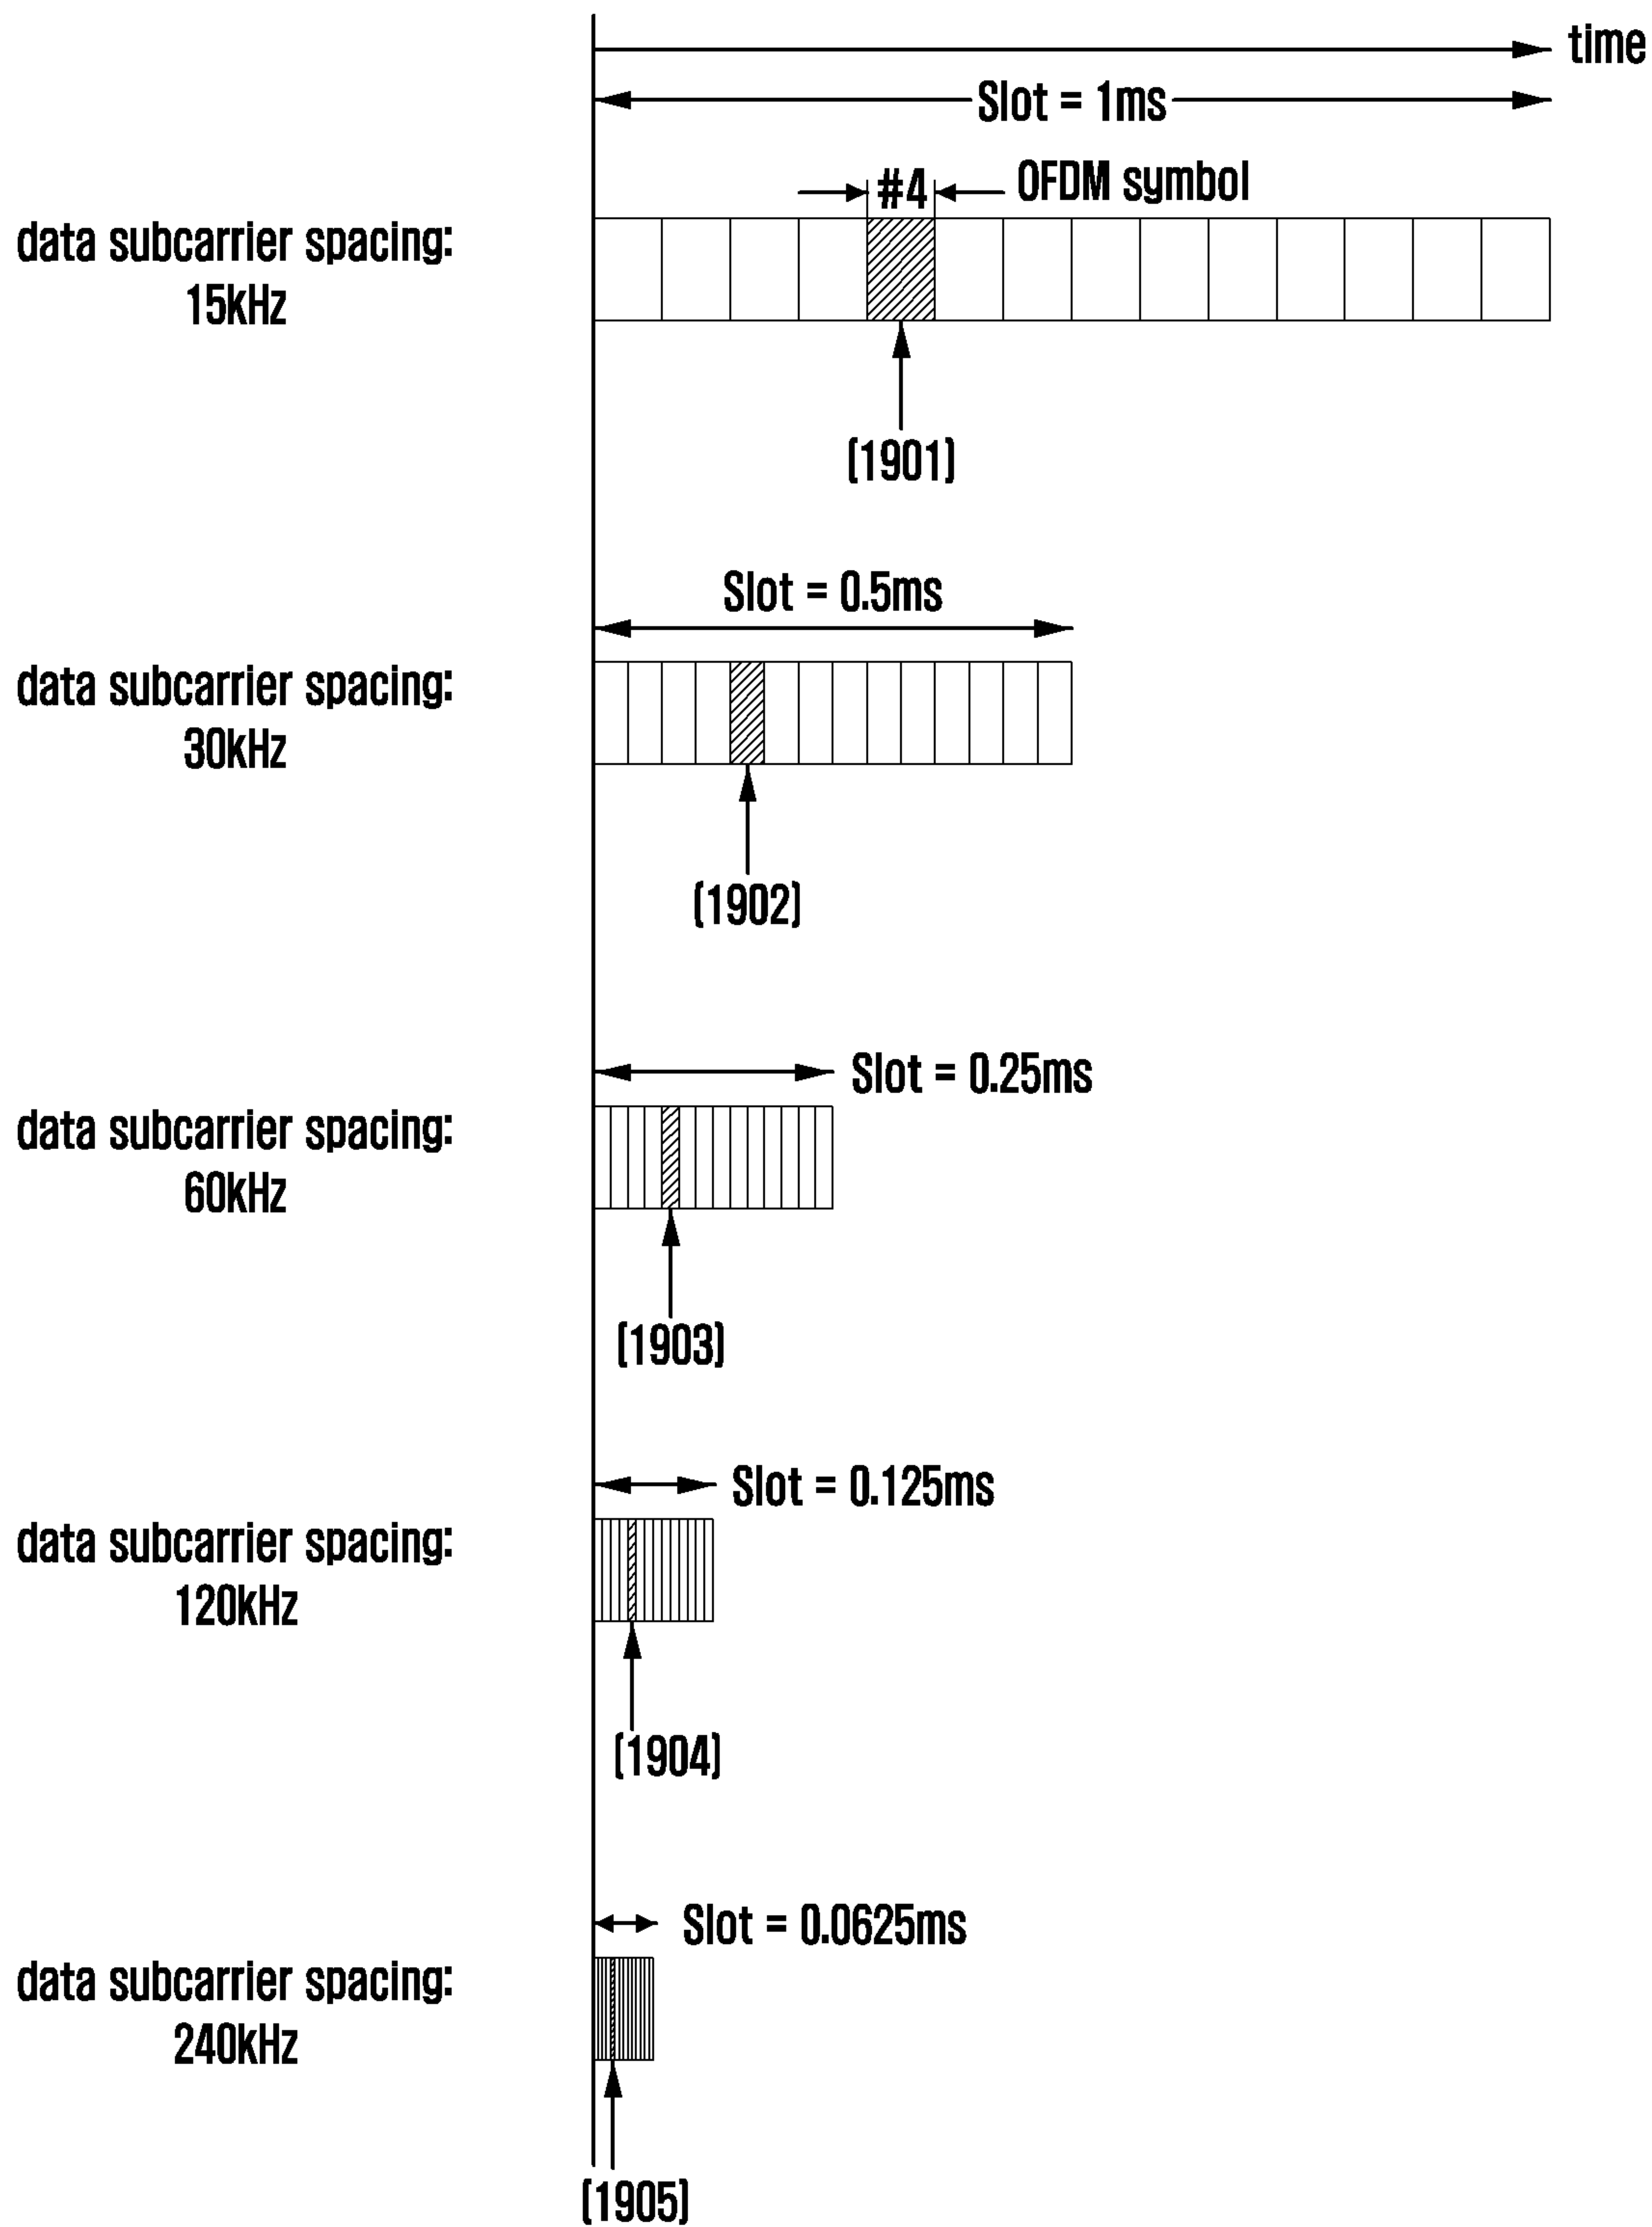 time
Slot = 1ms
#4 OFDM symbol
data subcarrier spacing:
15kHz
(1901)
Slot = 0.5ms
data subcarrier spacing:
30kHz
(1902)
Slot = 0.25ms
data subcarrier spacing:
60kHz
(1903)
Slot = 0.125ms
data subcarrier spacing:
120kHz
(1904)
Slot = 0.0625ms
data subcarrier spacing:
240kHz
(1905)